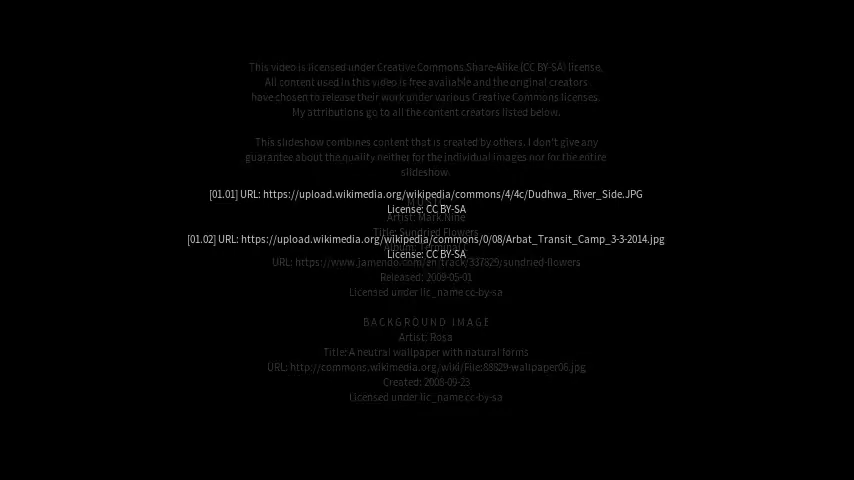 This video is licensed under Creative Commons Share-Alike (CC BY-SA) license.
All content used in this video is free available and the original creators
have chosen to release their work under various Creative Commons licenses.
My attributions go to all the content creators listed below.
This slideshow combines content that is created by others. I don't give any
guarantee about the quality neither for the individual images nor for the entire
slideshow.
[01.01] URL: https://upload.wikimedia.org/wikipedia/commons/4/4c/Dudhwa_River_Side.JPG
License: CC BY-SA
Artist: Mark.Nine
Title: Sundried Flowers
[01.02] URL: https://upload.wikimedia.org/wikipedia/commons/0/08/Arbat_Transit_Camp_3-3-2014.jpg
License: CC BY-SA
URL: https://www.jamendo.com/en/track/337829/sundried-flowers
Released: 2009-05-01
Licensed under lic_name cc-by-sa
BACKGROUND IMAGE
Artist: Rosa
Title: A neutral wallpaper with natural forms
URL: http://commons.wikimedia.org/wiki/File:88829-wallpaper06.jpg
Created: 2008-09-23
Licensed under lic_name cc-by-sa